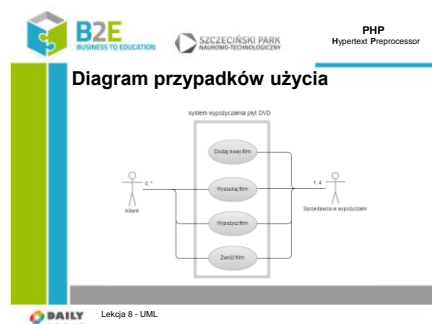 B2E
BUSINESS TO EDUCATION
SZCZECIŃSKI PARK
NAUKOWO-TECHNOLOGICZNY
PHP
Hypertext Preprocessor
Diagram przypadków użycia
system wypożyczalnia płyt DVD
Dodaj nowy film
0..*
Wyszukaj film
1..4
Klient
Sprzedawca w wypożyczalni
Wypożycz film
Zwróć film
DAILY
Lekcja 8 - UML